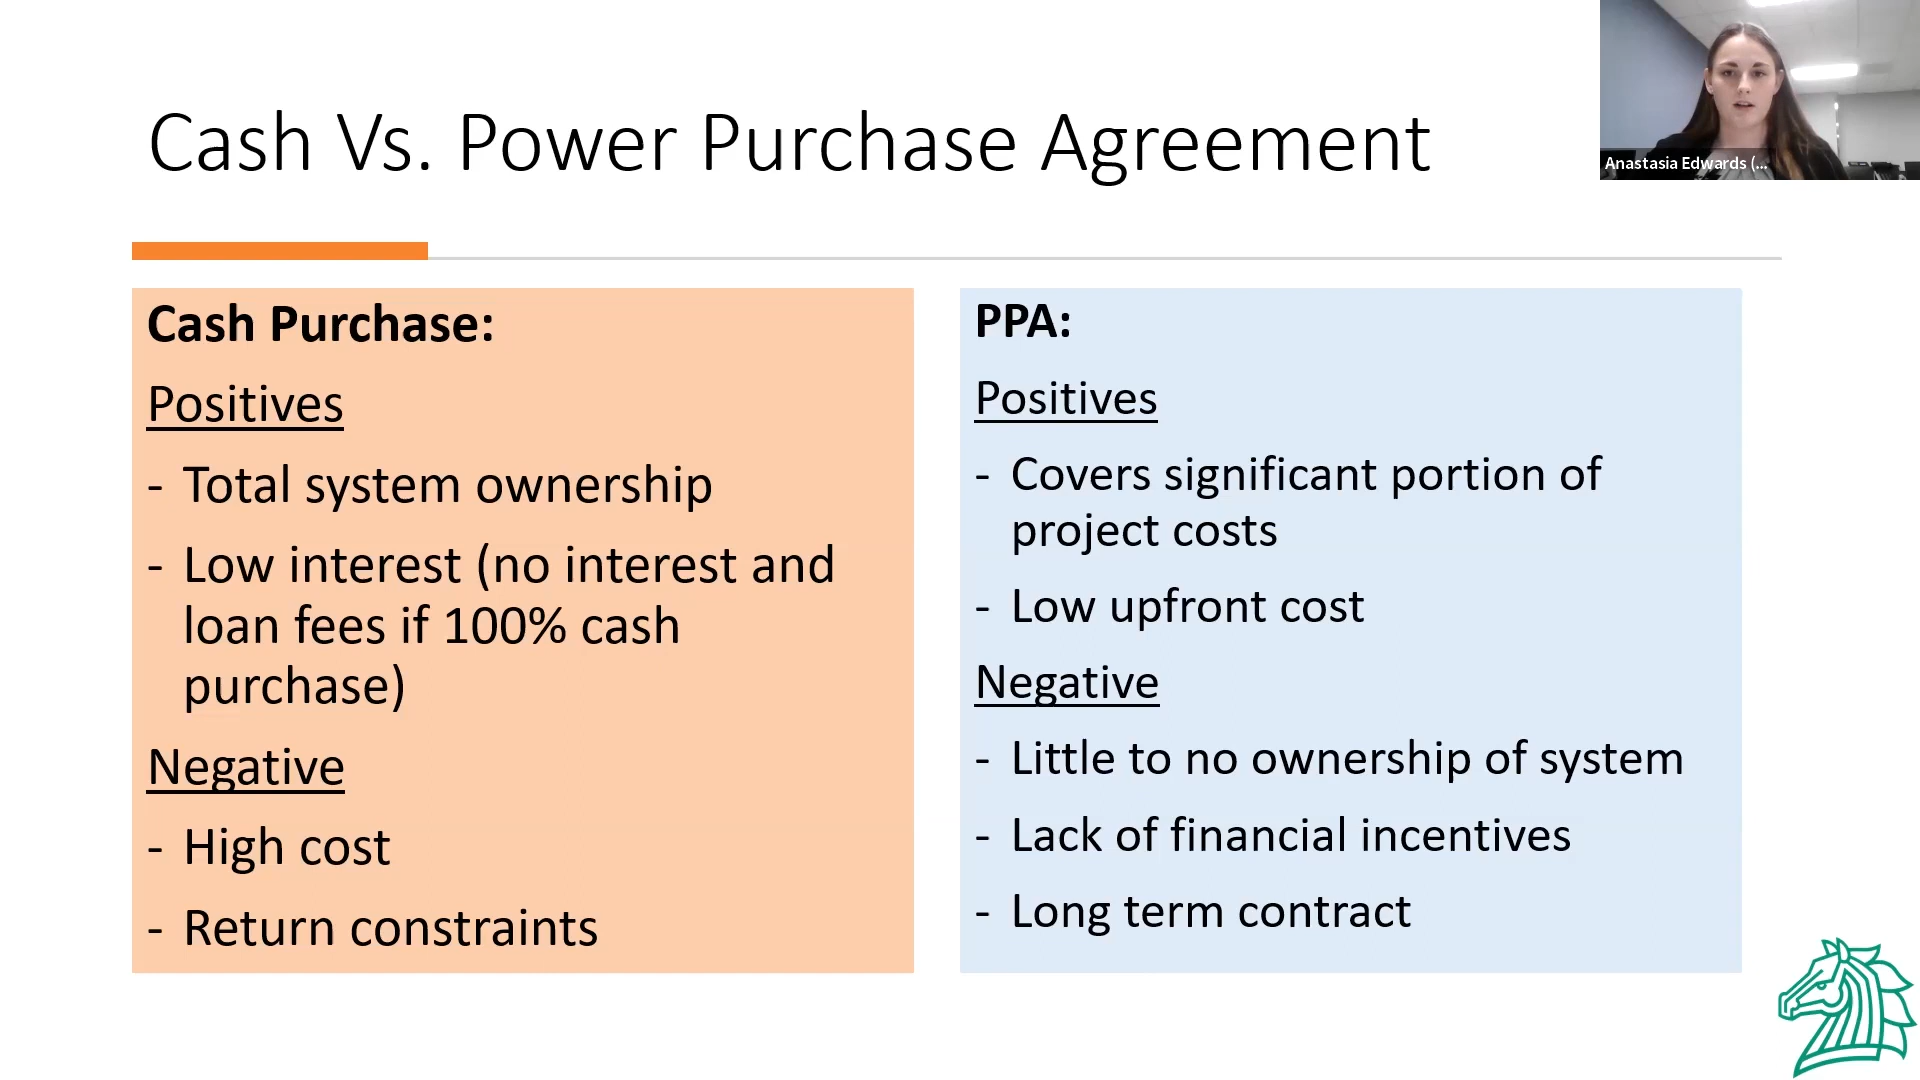 Cash Vs. Power Purchase Agreement
Anastasia Edwards (...
Cash Purchase:
Positives
- Total system ownership
- Low interest (no interest and
loan fees if 100% cash
purchase)
Negative
- High cost
- Return constraints
PPA:
Positives
- Covers significant portion of
project costs
- Low upfront cost
Negative
- Little to no ownership of system
- Lack of financial incentives
- Long term contract